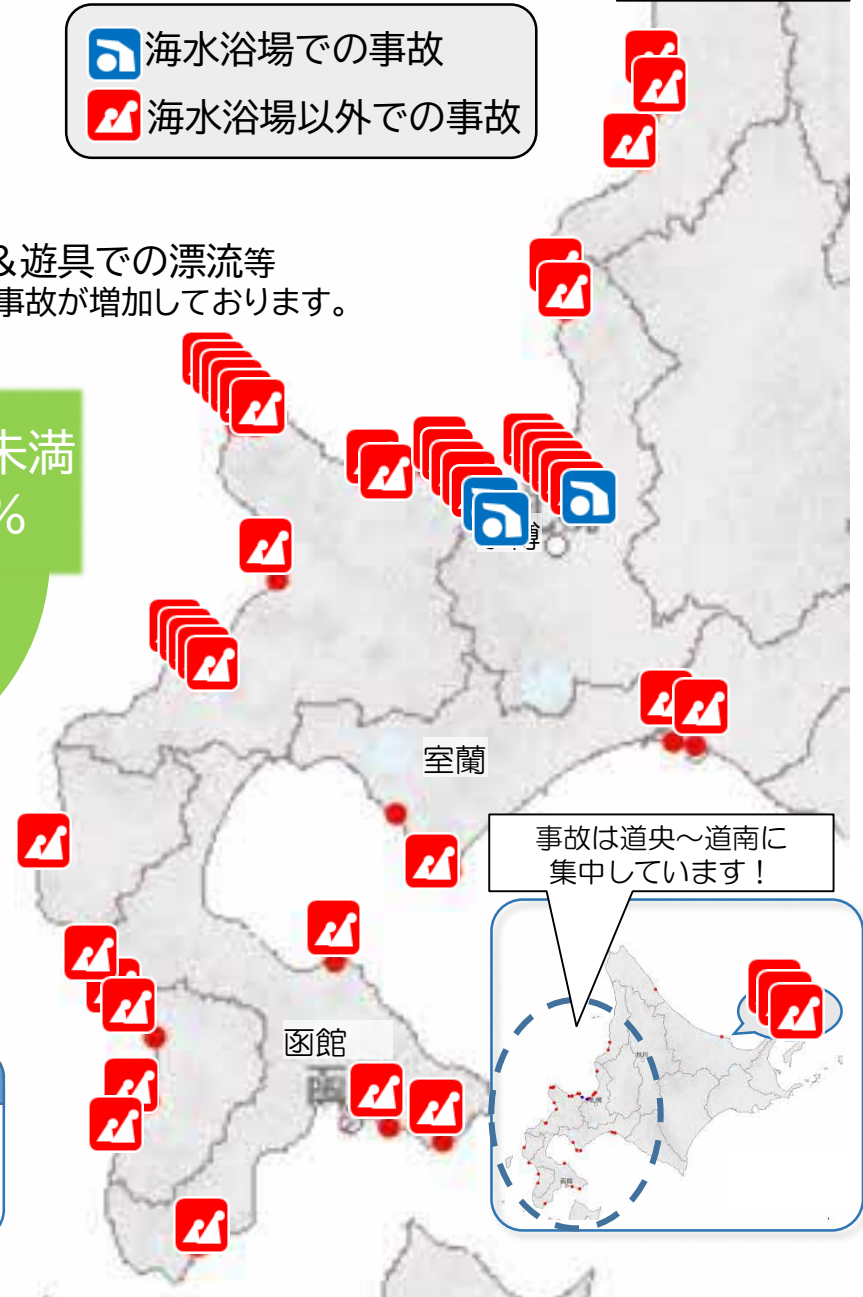 海水浴場での事故
海水浴場以外での事故
&遊具での漂流等
事故が増加しております。
未満
%
樽
室蘭
事故は道央～道南に
集中しています！
函館